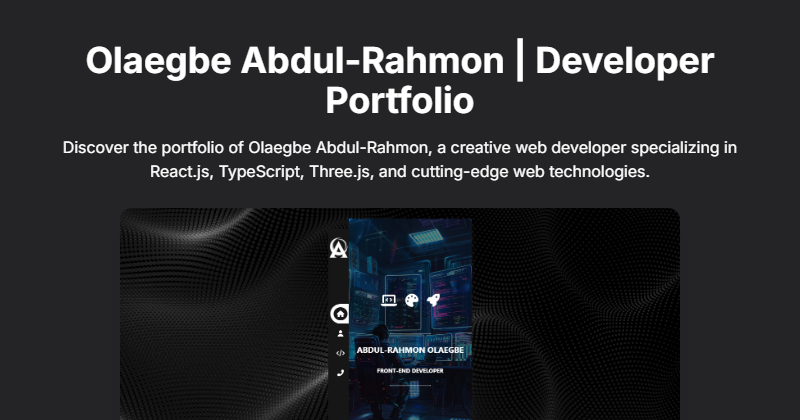 Olaegbe Abdul-Rahmon | Developer
Portfolio
Discover the portfolio of Olaegbe Abdul-Rahmon, a creative web developer specializing in
React.js, TypeScript, Three.js, and cutting-edge web technologies.
ABDUL-RAHMON OLAEGBE
FRONT-END DEVELOPER